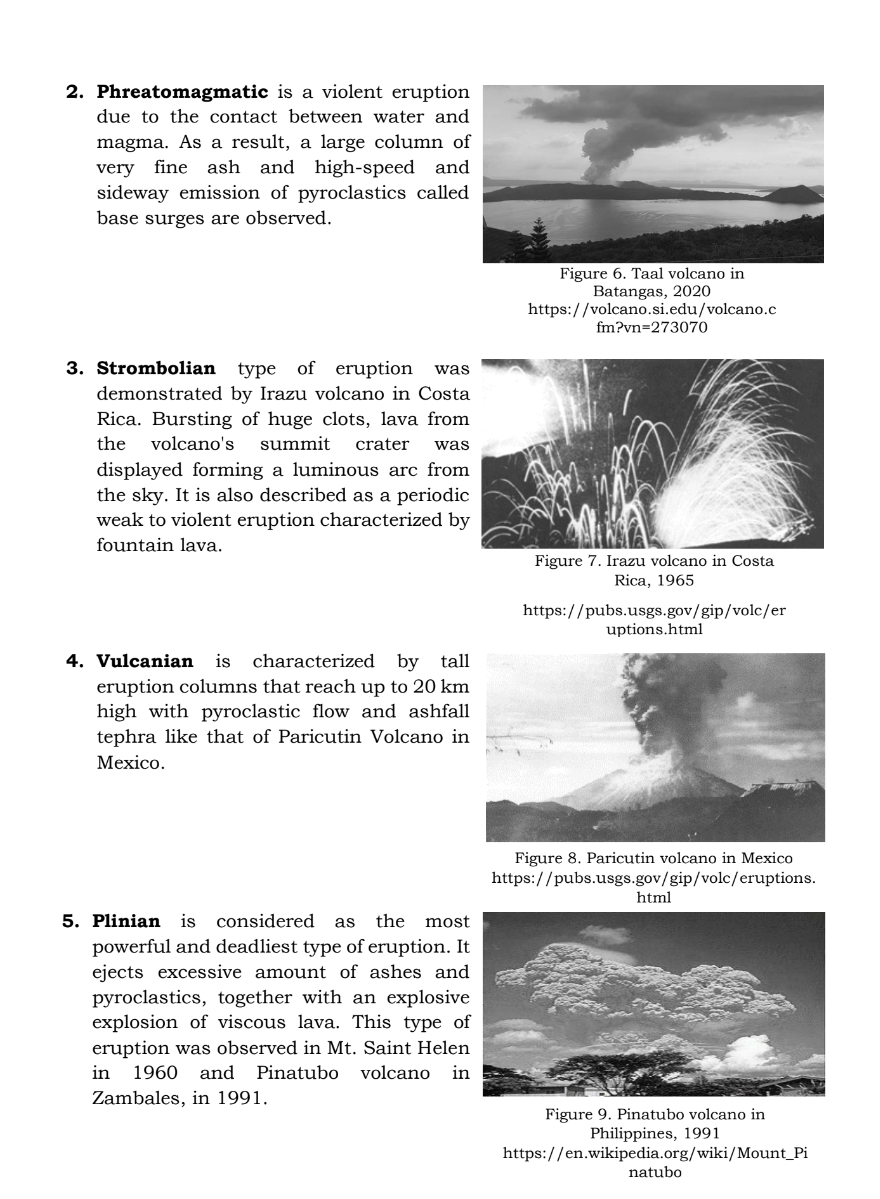 2. Phreatomagmatic is a violent eruption
due to the contact between water and
magma. As a result, a large column of
very fine ash and high-speed and
sideway emission of pyroclastics called
base surges are observed.
Figure 6. Taal volcano in
Batangas, 2020
https://volcano.si.edu/volcano.c
fm?vn=273070
3. Strombolian type of eruption was
demonstrated by Irazu volcano in Costa
Rica. Bursting of huge clots, lava from
the volcano's summit crater was
displayed forming a luminous arc from
the sky. It is also described as a periodic
weak to violent eruption characterized by
fountain lava.
Figure 7. Irazu volcano in Costa
Rica, 1965
https://pubs.usgs.gov/gip/volc/er
uptions.html
4. Vulcanian is characterized by tall
eruption columns that reach up to 20 km
high with pyroclastic flow and ashfall
tephra like that of Paricutin Volcano in
Mexico.
Figure 8. Paricutin volcano in Mexico
https://pubs.usgs.gov/gip/volc/eruptions.
html
5. Plinian is considered as the most
powerful and deadliest type of eruption. It
ejects excessive amount of ashes and
pyroclastics, together with an explosive
explosion of viscous lava. This type of
eruption was observed in Mt. Saint Helen
in 1960 and Pinatubo volcano in
Zambales, in 1991.
Figure 9. Pinatubo volcano in
Philippines, 1991
https://en.wikipedia.org/wiki/Mount_Pi
natubo